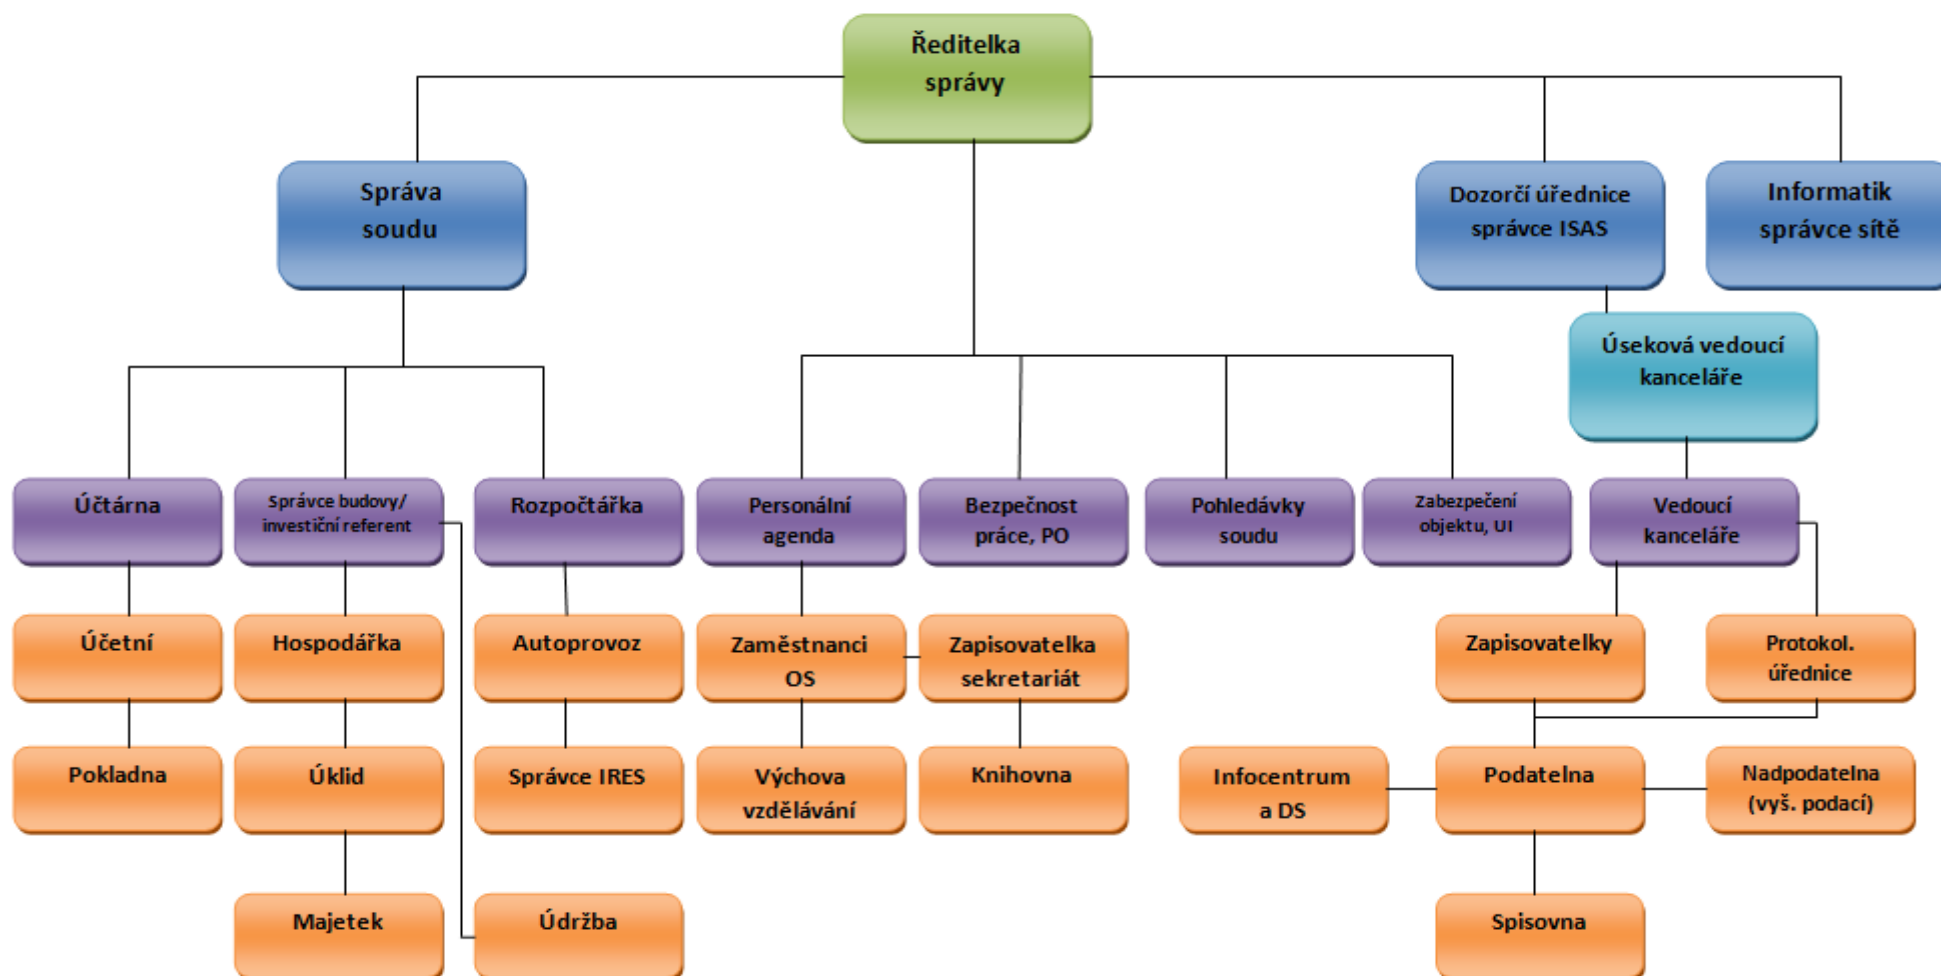 Ředitelka
správy
Správa
soudu
Dozorčí úřednice
správce ISAS
Informatik
správce sítě
Úseková vedoucí
kanceláře
Účtárna
Správce budovy/
investiční referent
Rozpočtářka
Personální
agenda
Bezpečnost
práce, PO
Pohledávky
soudu
Zabezpečení
objektu, UI
Vedoucí
kanceláře
Účetní
Hospodářka
Autoprovoz
Zaměstnanci
OS
Zapisovatelka
sekretariát
Zapisovatelky
Protokol.
úřednice
Pokladna
Úklid
Správce IRES
Výchova
vzdělávání
Knihovna
Infocentrum
a DS
Podatelna
Nadpodatelna
(vyš. podací)
Majetek
Údržba
Spisovna